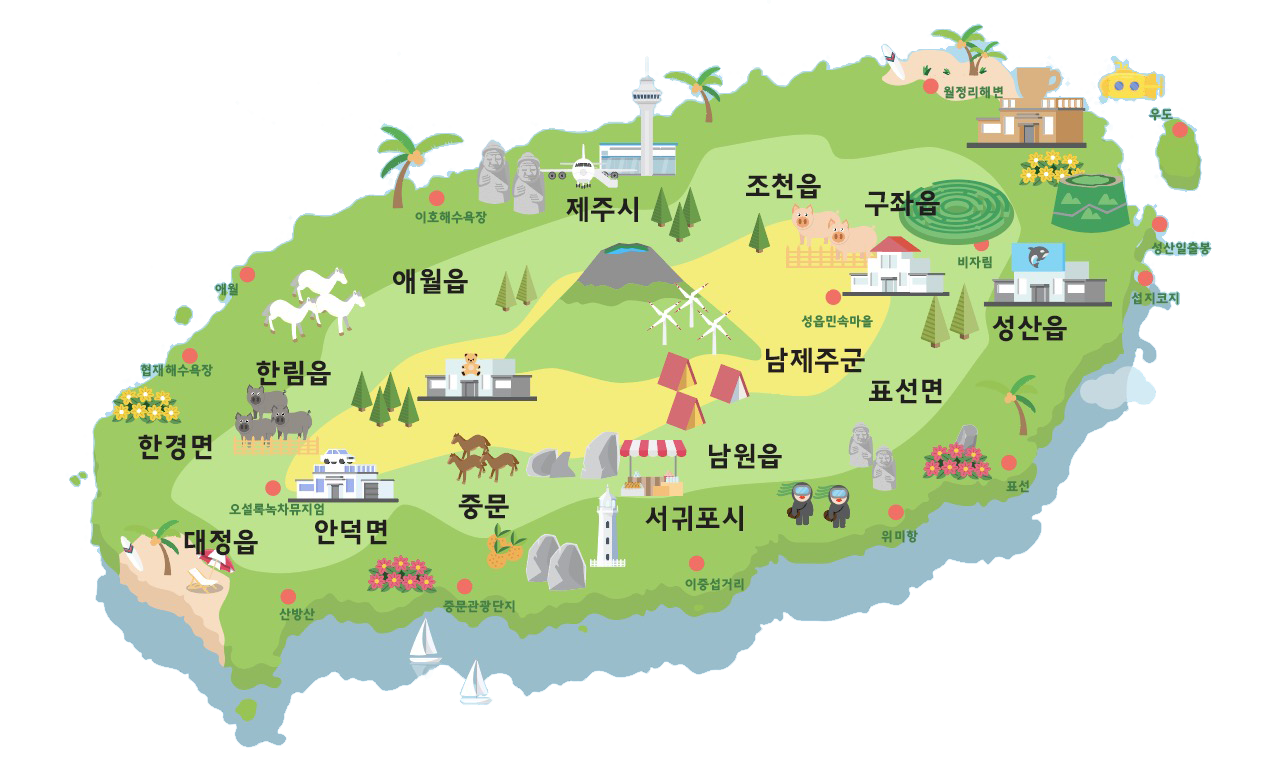 월정리해변
우도
조천읍
구좌읍
제주시
이호해수욕장
성산일출봉
비자림
애월읍
애월
섭지코지
성읍민속마을
성산읍
남제주군
협재해수욕장
한림읍
표선면
한경면
남원읍
표선
중문
오설록녹차뮤지엄
서귀포시
안덕면
위미항
대정읍
이중섭거리
중문관광단지
산방산